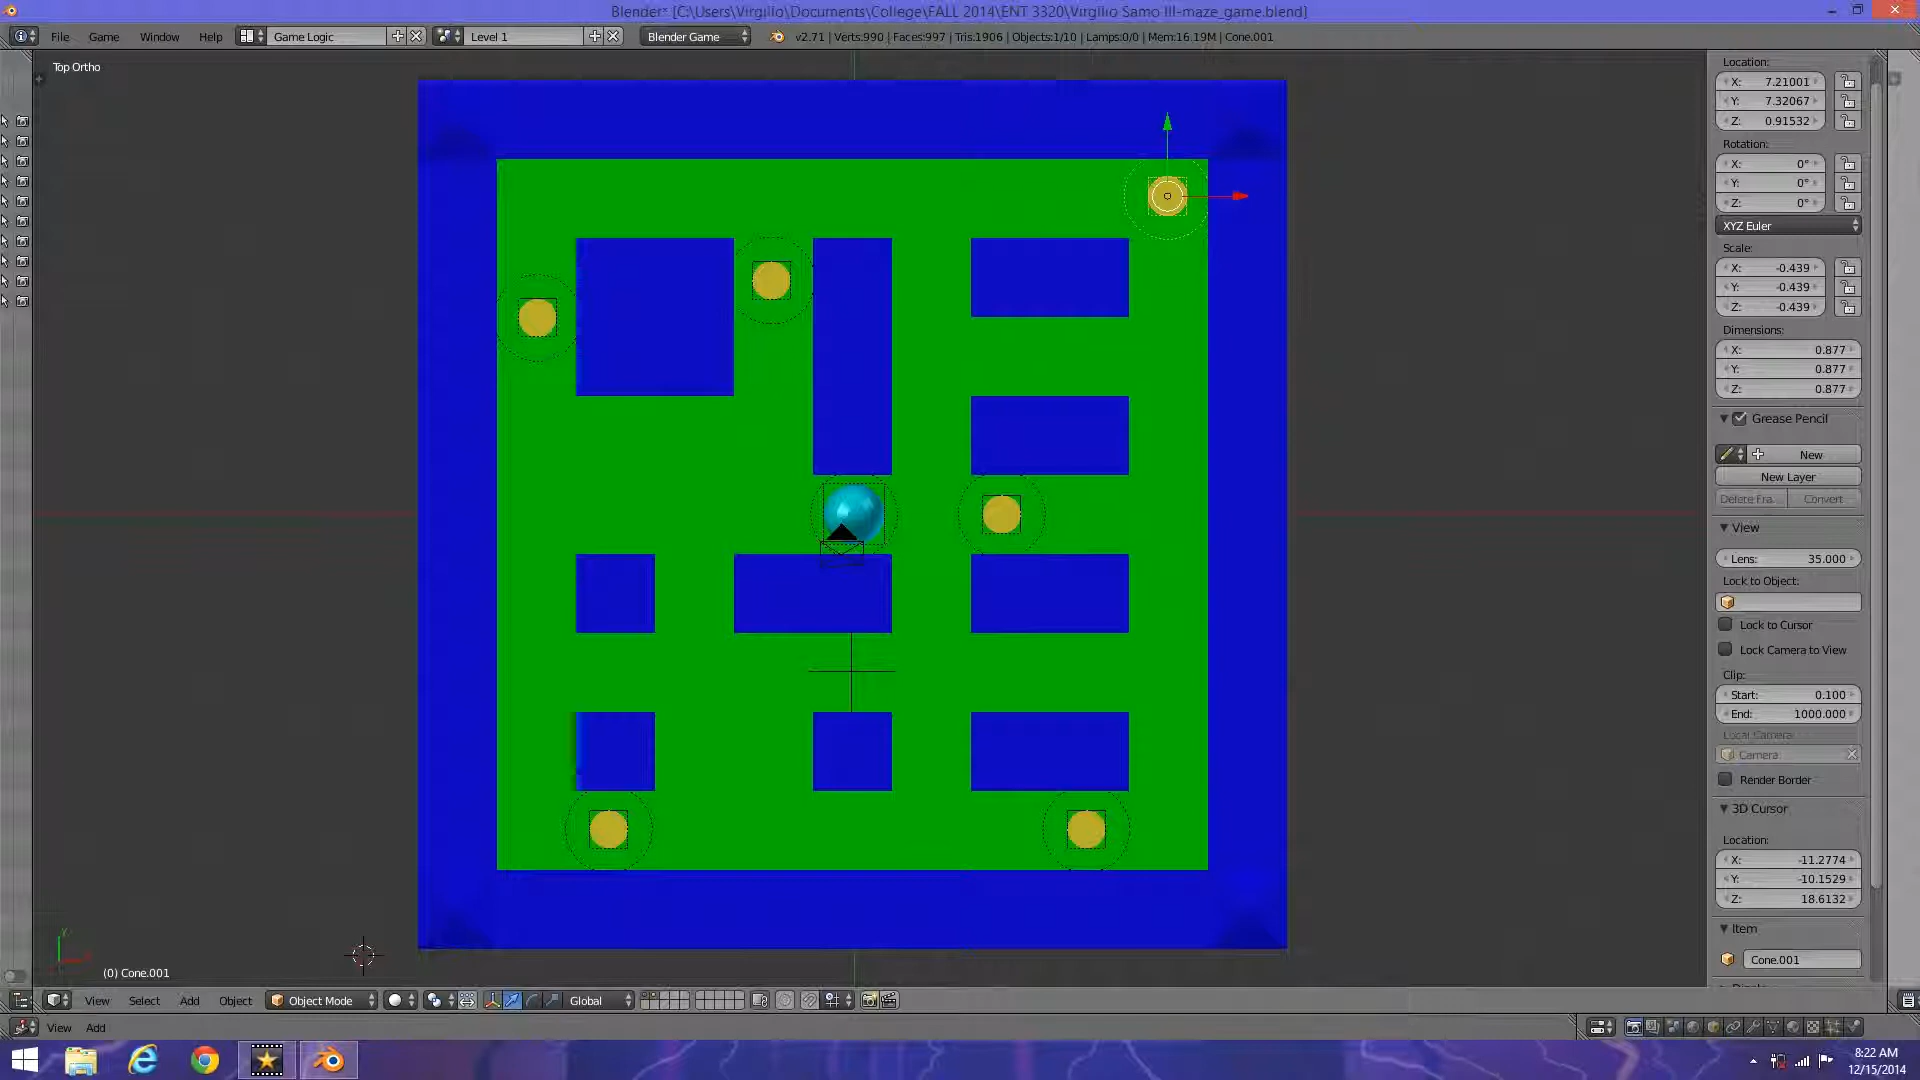 Blender* [C:\Users\Virgilio\Documents\College\FALL 2014\ENT 3320\Virgilio Samo III-maze_game.blend]
File Game Window Help Game Logic Level 1 Blender Game v2.71 | Verts:990 | Faces:997 | Tris:1906 | Objects:1/10 | Lamps:0/0 | Mem:16.19M | Cone.001
Top Ortho
Location:
X: 7.21001
Y: 7.32067
Z: 0.91532
Rotation:
X: 0°
Y: 0°
Z: 0°
XYZ Euler
Scale:
X: -0.439
Y: -0.439
Z: -0.439
Dimensions:
X: 0.877
Y: 0.877
Z: 0.877
Grease Pencil
New
New Layer
Delete Fra... Convert
View
Lens: 35.000
Lock to Object:
Lock to Cursor
Lock Camera to View
Clip:
Start: 0.100
End: 1000.000
Local Camera:
Camera
Render Border
3D Cursor
Location:
X: -11.2774
Y: -10.1529
Z: 18.6132
Item
Cone.001
(0) Cone.001
View Select Add Object Object Mode Global
View Add
8:22 AM
12/15/2014